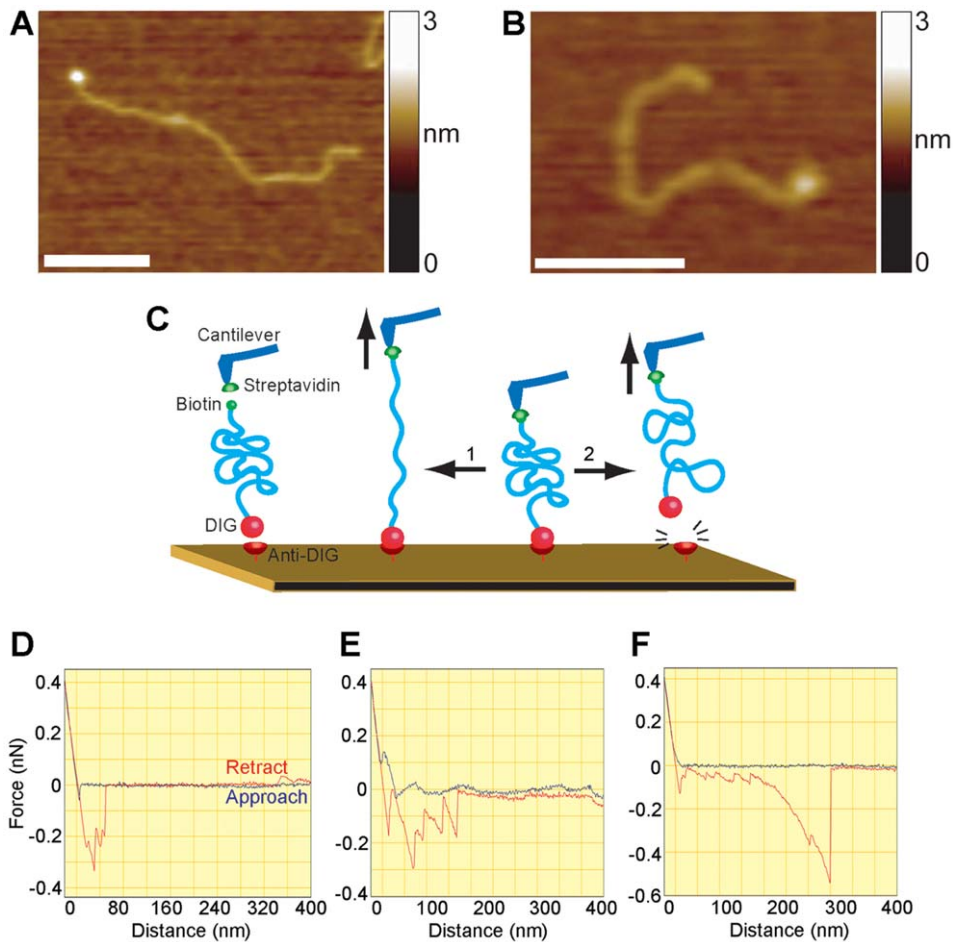 A
3
nm
0
B
3
nm
0
C
Cantilever
Streptavidin
Biotin
DIG
Anti-DIG
1
2
D
0.4
0.2
0
-0.2
-0.4
Force (nN)
Retract
Approach
0 80 160 240 320 400
Distance (nm)
E
0.4
0.2
0
-0.2
-0.4
0 100 200 300 400
Distance (nm)
F
0.4
0.2
0
-0.2
-0.4
-0.6
0 100 200 300 400
Distance (nm)